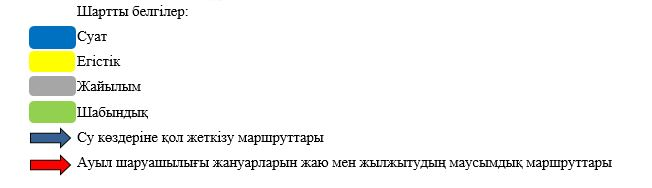 Шартты белгілер:
Суат
Егістік
Жайылым
Шабындық
Су көздеріне қол жеткізу маршруттары
Ауыл шаруашылығы жануарларын жаю мен жылжытудың маусымдық маршруттары